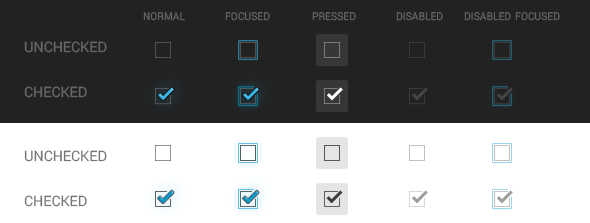 NORMAL FOCUSED PRESSED DISABLED DISABLED FOCUSED
UNCHECKED
CHECKED
UNCHECKED
CHECKED